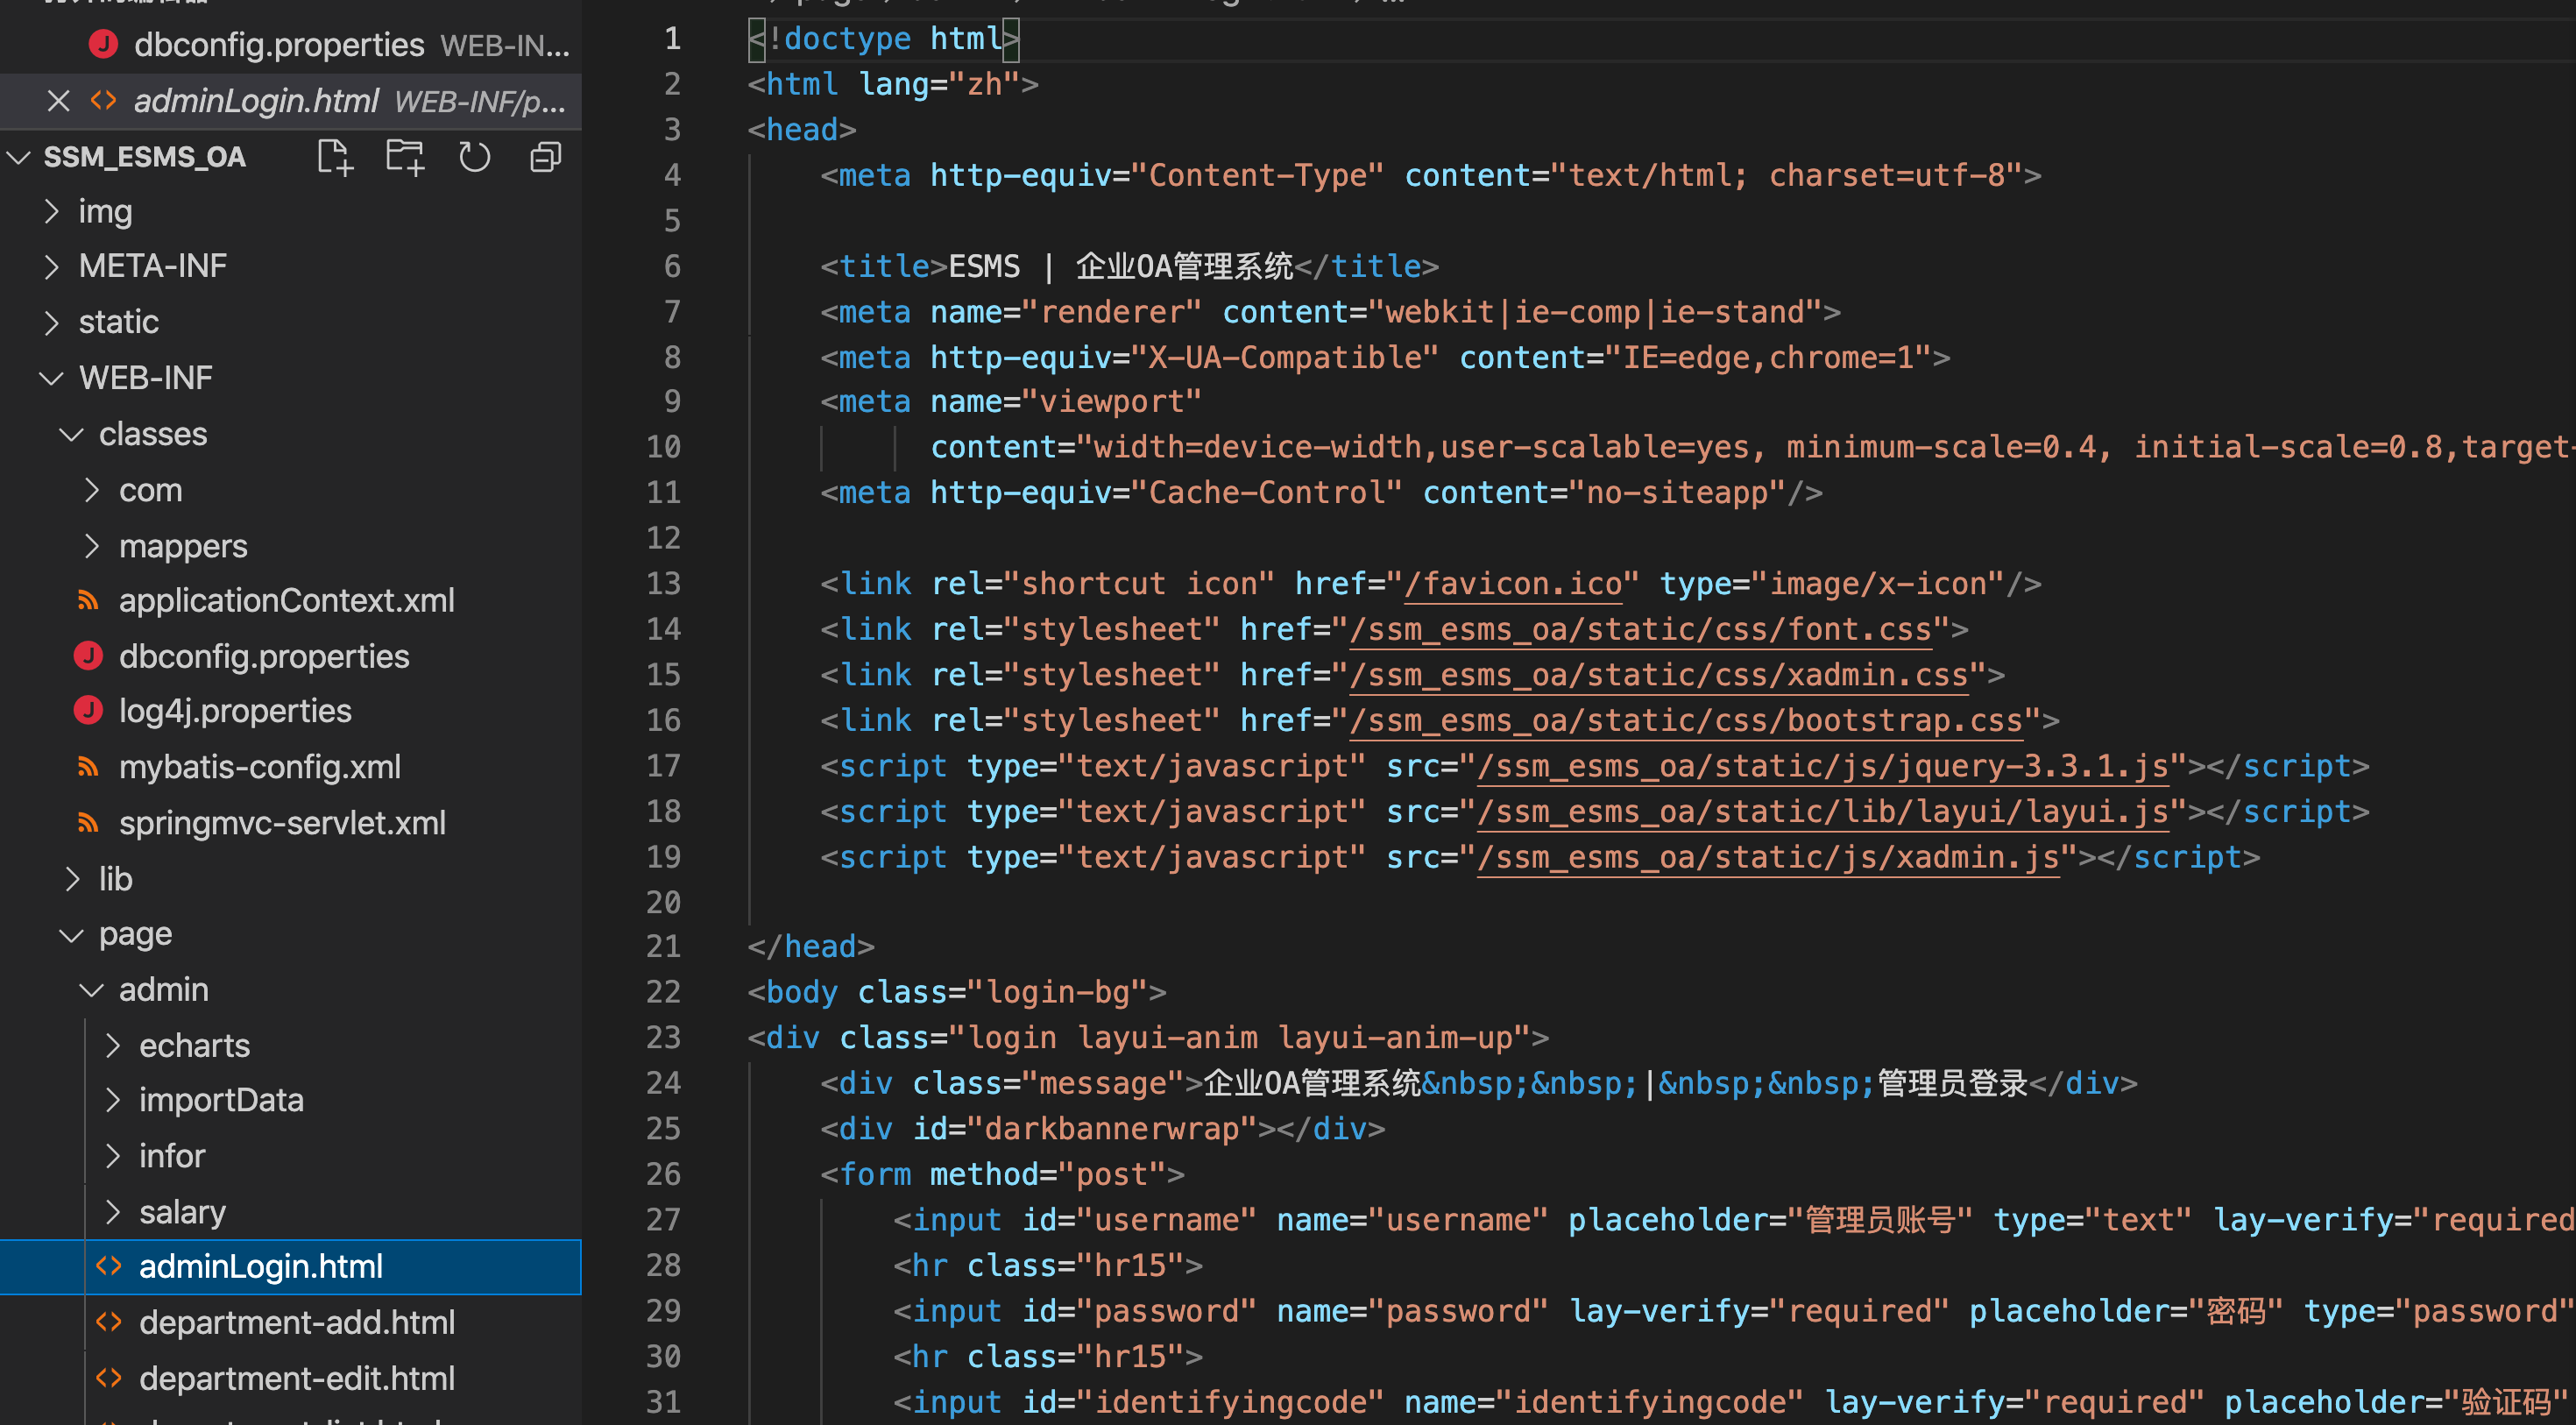 dbconfig.properties WEB-IN...
adminLogin.html WEB-INF/p...
SSM_ESMS_OA
img
META-INF
static
WEB-INF
classes
com
mappers
applicationContext.xml
dbconfig.properties
log4j.properties
mybatis-config.xml
springmvc-servlet.xml
lib
page
admin
echarts
importData
infor
salary
adminLogin.html
department-add.html
department-edit.html
1 <!doctype html>
2 <html lang="zh">
3 <head>
4 <meta http-equiv="Content-Type" content="text/html; charset=utf-8">
5
6 <title>ESMS | 企业OA管理系统</title>
7 <meta name="renderer" content="webkit|ie-comp|ie-stand">
8 <meta http-equiv="X-UA-Compatible" content="IE=edge,chrome=1">
9 <meta name="viewport"
10 content="width=device-width,user-scalable=yes, minimum-scale=0.4, initial-scale=0.8,target-
11 <meta http-equiv="Cache-Control" content="no-siteapp"/>
12
13 <link rel="shortcut icon" href="/favicon.ico" type="image/x-icon"/>
14 <link rel="stylesheet" href="/ssm_esms_oa/static/css/font.css">
15 <link rel="stylesheet" href="/ssm_esms_oa/static/css/xadmin.css">
16 <link rel="stylesheet" href="/ssm_esms_oa/static/css/bootstrap.css">
17 <script type="text/javascript" src="/ssm_esms_oa/static/js/jquery-3.3.1.js"></script>
18 <script type="text/javascript" src="/ssm_esms_oa/static/lib/layui/layui.js"></script>
19 <script type="text/javascript" src="/ssm_esms_oa/static/js/xadmin.js"></script>
20
21 </head>
22 <body class="login-bg">
23 <div class="login layui-anim layui-anim-up">
24 <div class="message">企业OA管理系统&nbsp;&nbsp;|&nbsp;&nbsp;管理员登录</div>
25 <div id="darkbannerwrap"></div>
26 <form method="post">
27 <input id="username" name="username" placeholder="管理员账号" type="text" lay-verify="required
28 <hr class="hr15">
29 <input id="password" name="password" lay-verify="required" placeholder="密码" type="password"
30 <hr class="hr15">
31 <input id="identifyingcode" name="identifyingcode" lay-verify="required" placeholder="验证码"